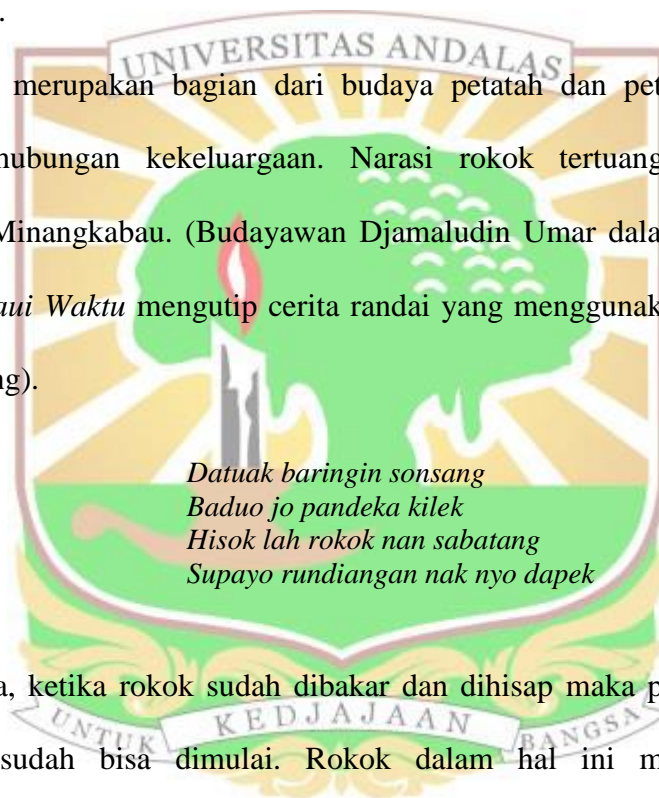 .
UNIVERSITAS ANDALAS
merupakan bagian dari budaya petatah dan pet
hubungan kekeluargaan. Narasi rokok tertuang
Minangkabau. (Budayawan Djamaludin Umar dala
aui Waktu mengutip cerita randai yang menggunak
ng).
Datuak baringin sonsang
Baduo jo pandeka kilek
Hisok lah rokok nan sabatang
Supayo rundiangan nak nyo dapek
a, ketika rokok sudah dibakar dan dihisap maka p
UNTUK KEDJAJAAN BANGSA
sudah bisa dimulai. Rokok dalam hal ini m